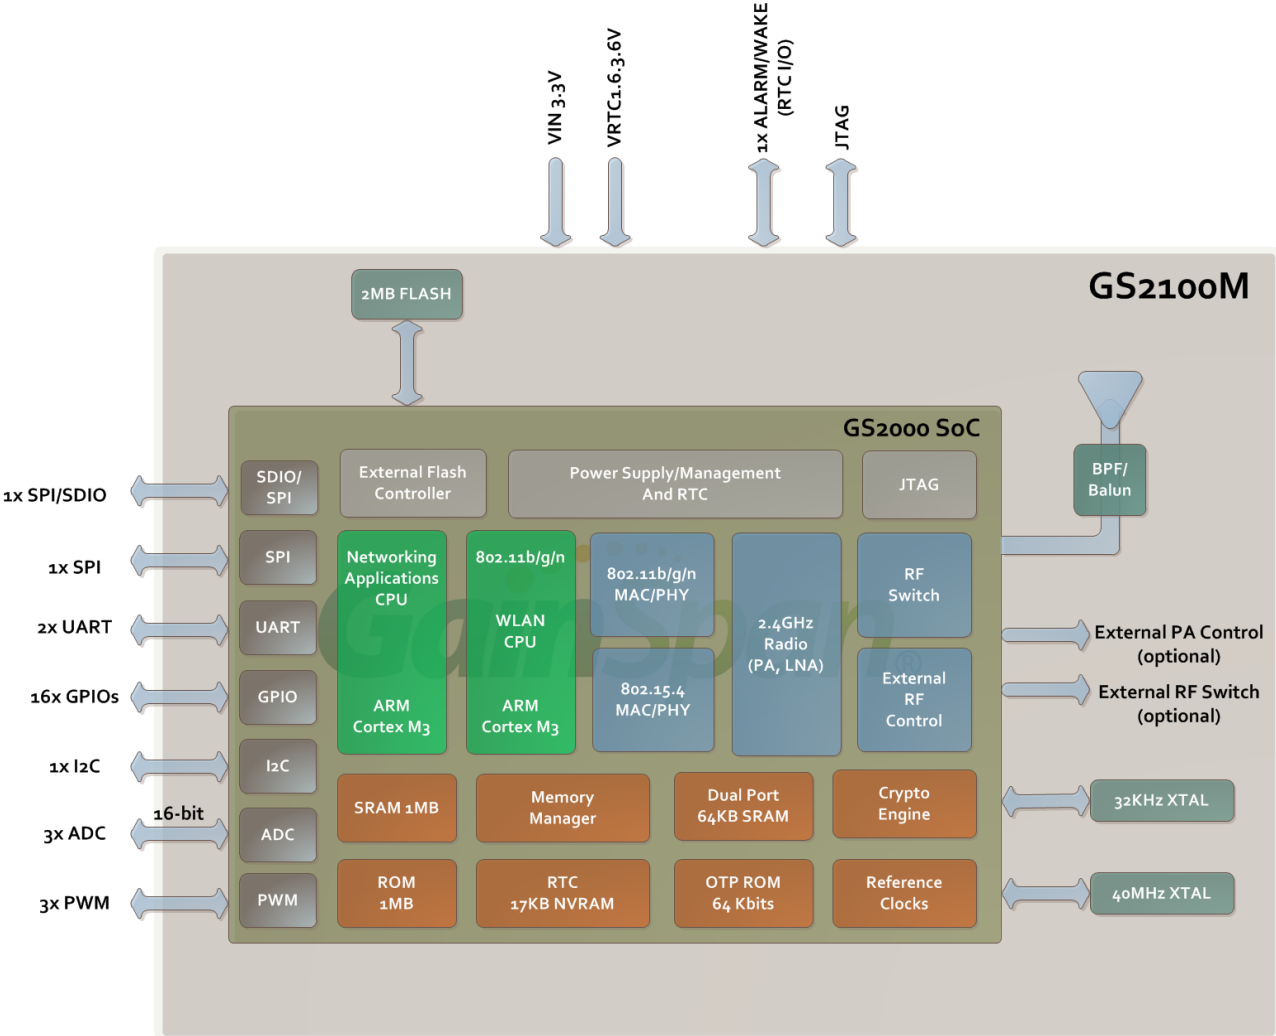 VIN 3.3V
VRTC1.6.3.6V
1x ALARM/WAKE
(RTC I/O)
JTAG
GS2100M
2MB FLASH
GS2000 SoC
BPF/
Balun
1x SPI/SDIO
1x SPI
2x UART
16x GPIOs
1x I2C
16-bit
3x ADC
3x PWM
SDIO/
SPI
SPI
UART
GPIO
I2C
ADC
PWM
External Flash
Controller
Power Supply/Management
And RTC
JTAG
Networking
Applications
CPU
ARM
Cortex M3
802.11b/g/n
WLAN
CPU
ARM
Cortex M3
802.11b/g/n
MAC/PHY
802.15.4
MAC/PHY
2.4GHz
Radio
(PA, LNA)
RF
Switch
External
RF
Control
GainSpan®
SRAM 1MB
Memory
Manager
Dual Port
64KB SRAM
Crypto
Engine
ROM
1MB
RTC
17KB NVRAM
OTP ROM
64 Kbits
Reference
Clocks
External PA Control
(optional)
External RF Switch
(optional)
32KHz XTAL
40MHz XTAL